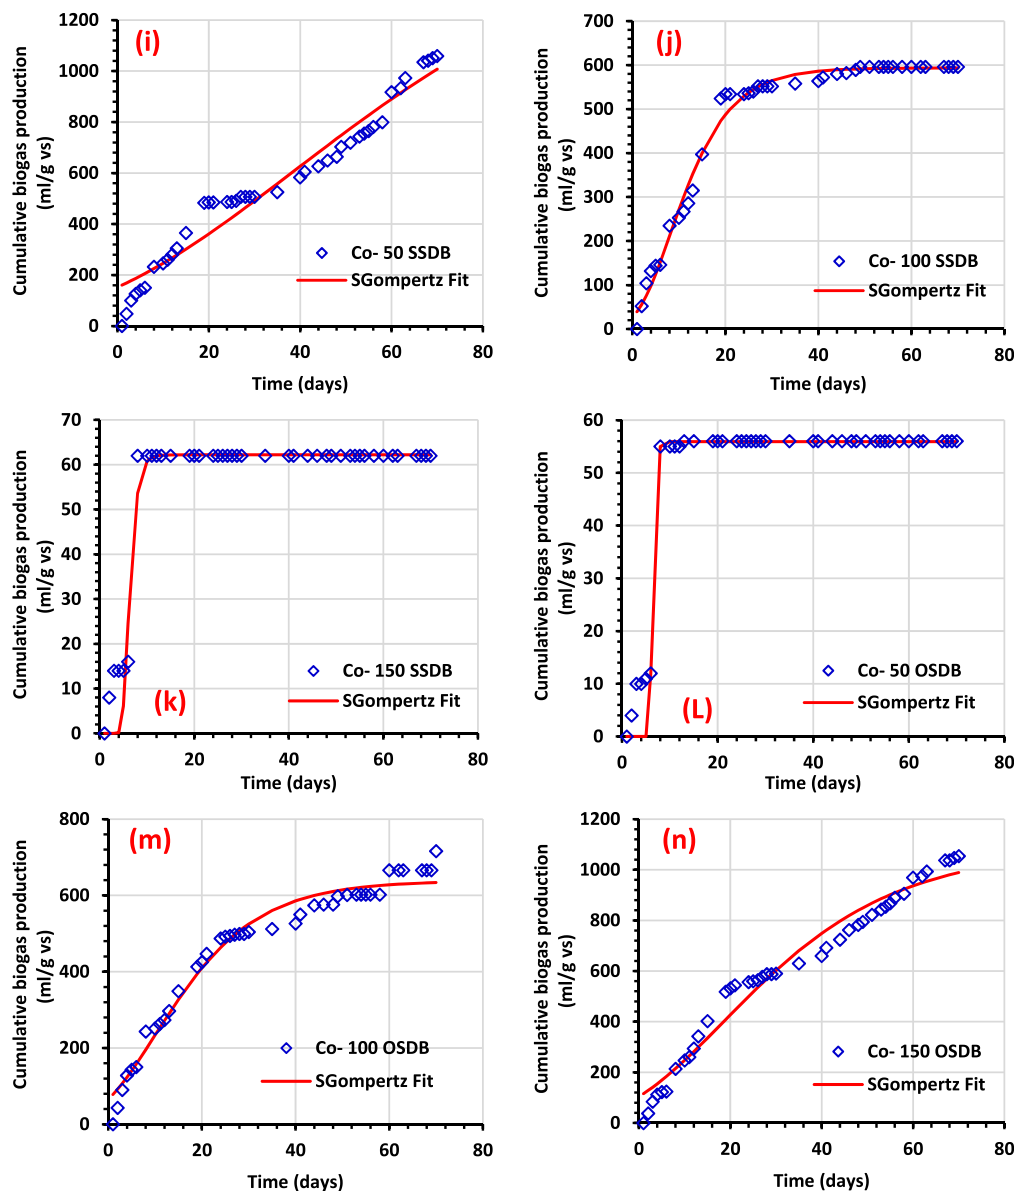 (i)
Cumulative biogas production
(ml/g vs)
1200
1000
800
600
400
200
0
Co- 50 SSDB
SGompertz Fit
0 20 40 60 80
Time (days)
(j)
Cumulative biogas production
(ml/g vs)
700
600
500
400
300
200
100
0
Co- 100 SSDB
SGompertz Fit
0 20 40 60 80
Time (days)
(k)
Cumulative biogas production
(ml/g vs)
70
60
50
40
30
20
10
0
Co- 150 SSDB
SGompertz Fit
0 20 40 60 80
Time (days)
(L)
Cumulative biogas production
(ml/g vs)
60
50
40
30
20
10
0
Co- 50 OSDB
SGompertz Fit
0 20 40 60 80
Time (days)
(m)
Cumulative biogas production
(ml/g vs)
800
600
400
200
0
Co- 100 OSDB
SGompertz Fit
0 20 40 60 80
Time (days)
(n)
Cumulative biogas production
(ml/g vs)
1200
1000
800
600
400
200
0
Co- 150 OSDB
SGompertz Fit
0 20 40 60 80
Time (days)